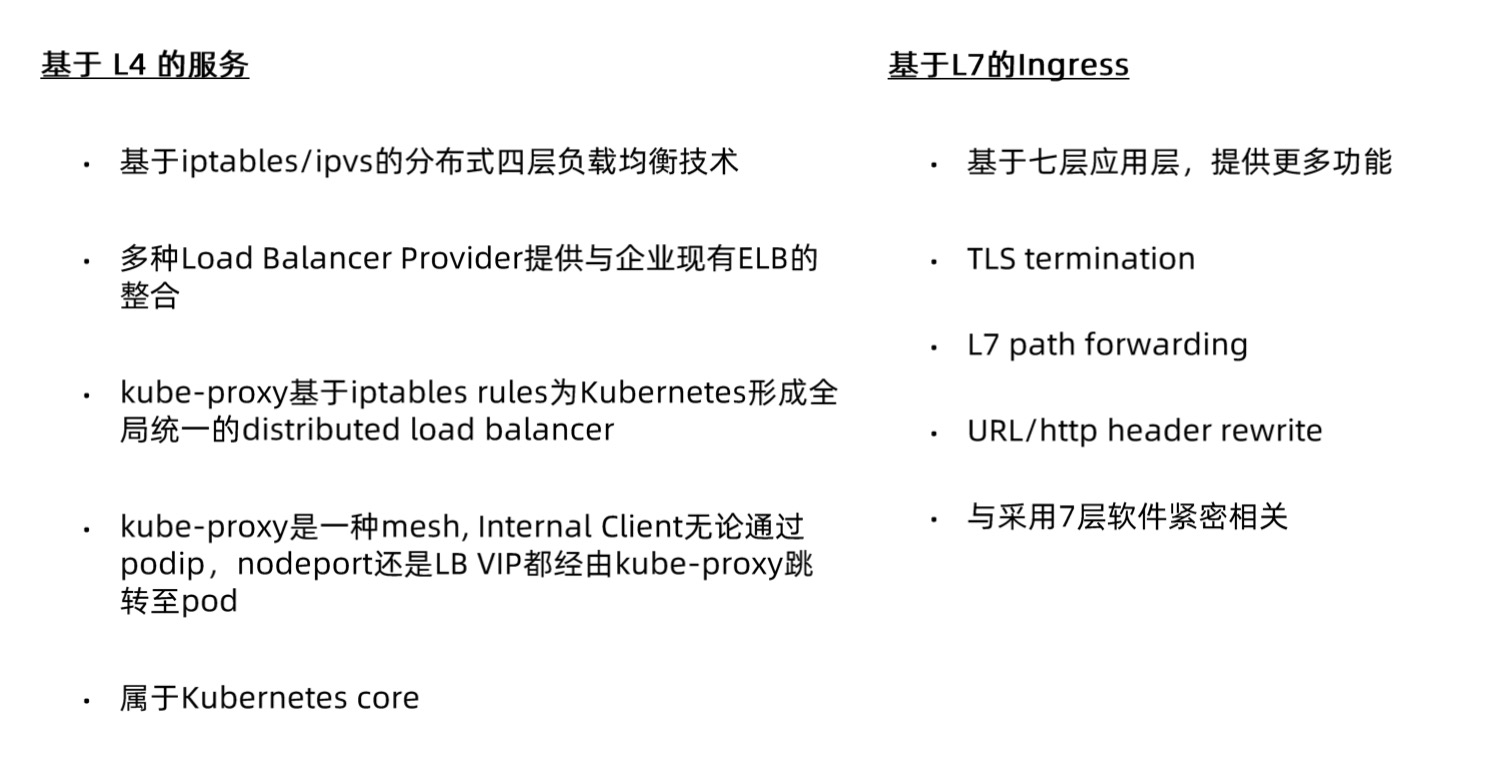 基于 L4 的服务
· 基于iptables/ipvs的分布式四层负载均衡技术
· 多种Load Balancer Provider提供与企业现有ELB的
整合
· kube-proxy基于iptables rules为Kubernetes形成全
局统一的distributed load balancer
· kube-proxy是一种mesh, Internal Client无论通过
podip，nodeport还是LB VIP都经由kube-proxy跳
转至pod
· 属于Kubernetes core
基于L7的Ingress
· 基于七层应用层，提供更多功能
· TLS termination
· L7 path forwarding
· URL/http header rewrite
· 与采用7层软件紧密相关